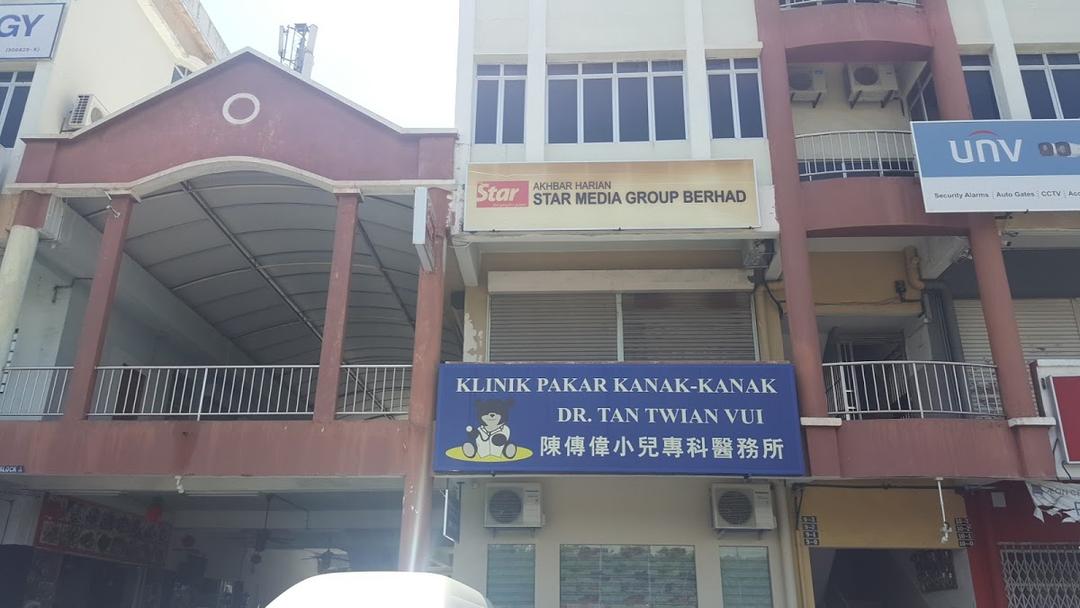 GY
(300429-K)
Star
AKHBAR HARIAN
STAR MEDIA GROUP BERHAD
unv
Security Alarms | Auto Gates | CCTV
KLINIK PAKAR KANAK-KANAK
DR. TAN TWIAN VUI
陳傳偉小兒專科醫務所